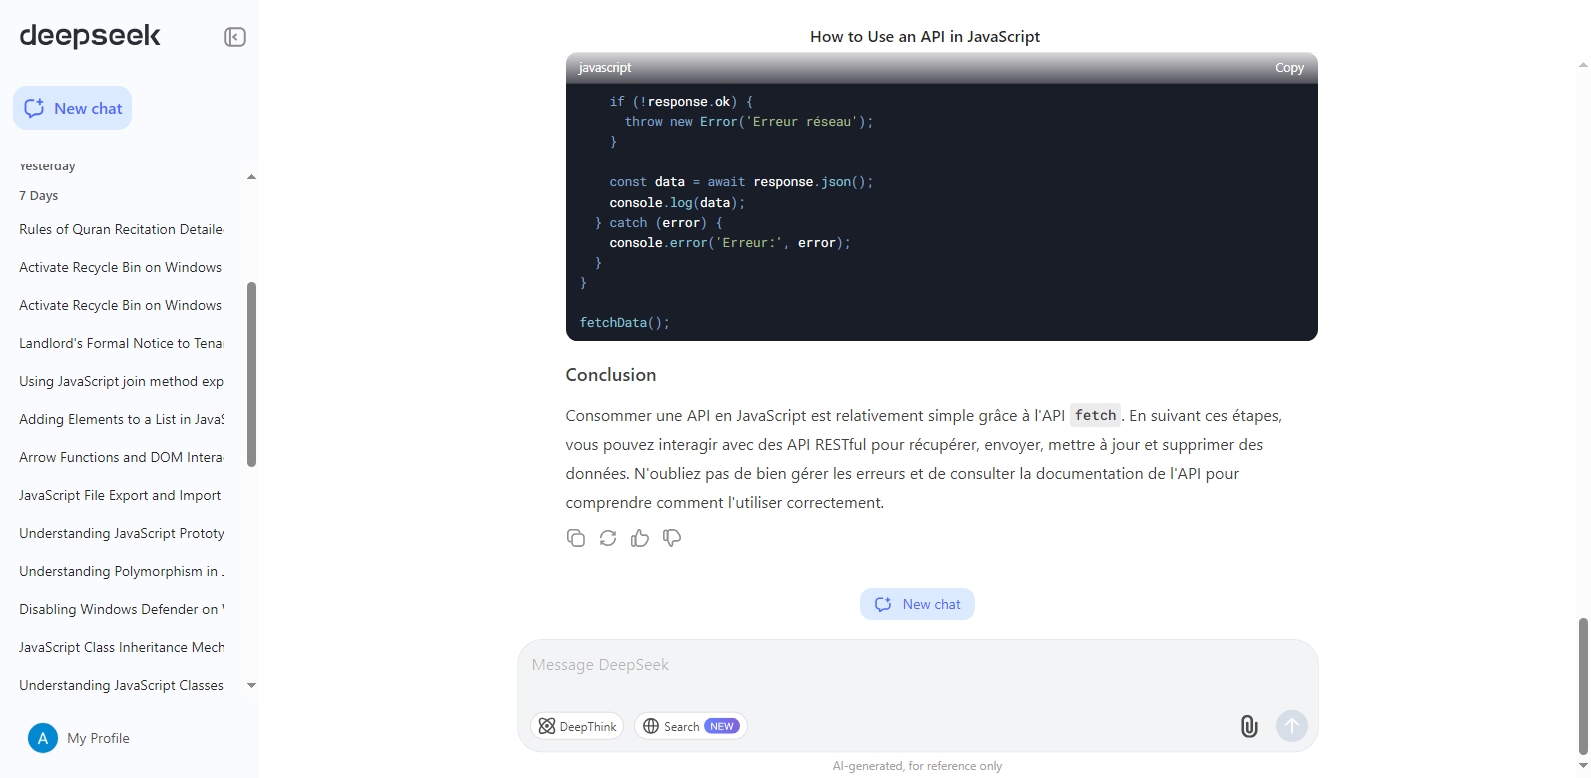 deepseek
New chat
Yesterday
7 Days
Rules of Quran Recitation Detaile
Activate Recycle Bin on Windows
Activate Recycle Bin on Windows
Landlord's Formal Notice to Tena
Using JavaScript join method exp
Adding Elements to a List in JavaS
Arrow Functions and DOM Intera
JavaScript File Export and Import
Understanding JavaScript Prototy
Understanding Polymorphism in .
Disabling Windows Defender on
JavaScript Class Inheritance Mech
Understanding JavaScript Classes
A My Profile
How to Use an API in JavaScript
javascript Copy
if (!response.ok) {
throw new Error('Erreur réseau');
}
const data = await response.json();
console.log(data);
} catch (error) {
console.error('Erreur:', error);
}
}
fetchData();
Conclusion
Consommer une API en JavaScript est relativement simple grâce à l'API fetch. En suivant ces étapes,
vous pouvez interagir avec des API RESTful pour récupérer, envoyer, mettre à jour et supprimer des
données. N'oubliez pas de bien gérer les erreurs et de consulter la documentation de l'API pour
comprendre comment l'utiliser correctement.
New chat
Message DeepSeek
DeepThink Search NEW
AI-generated, for reference only